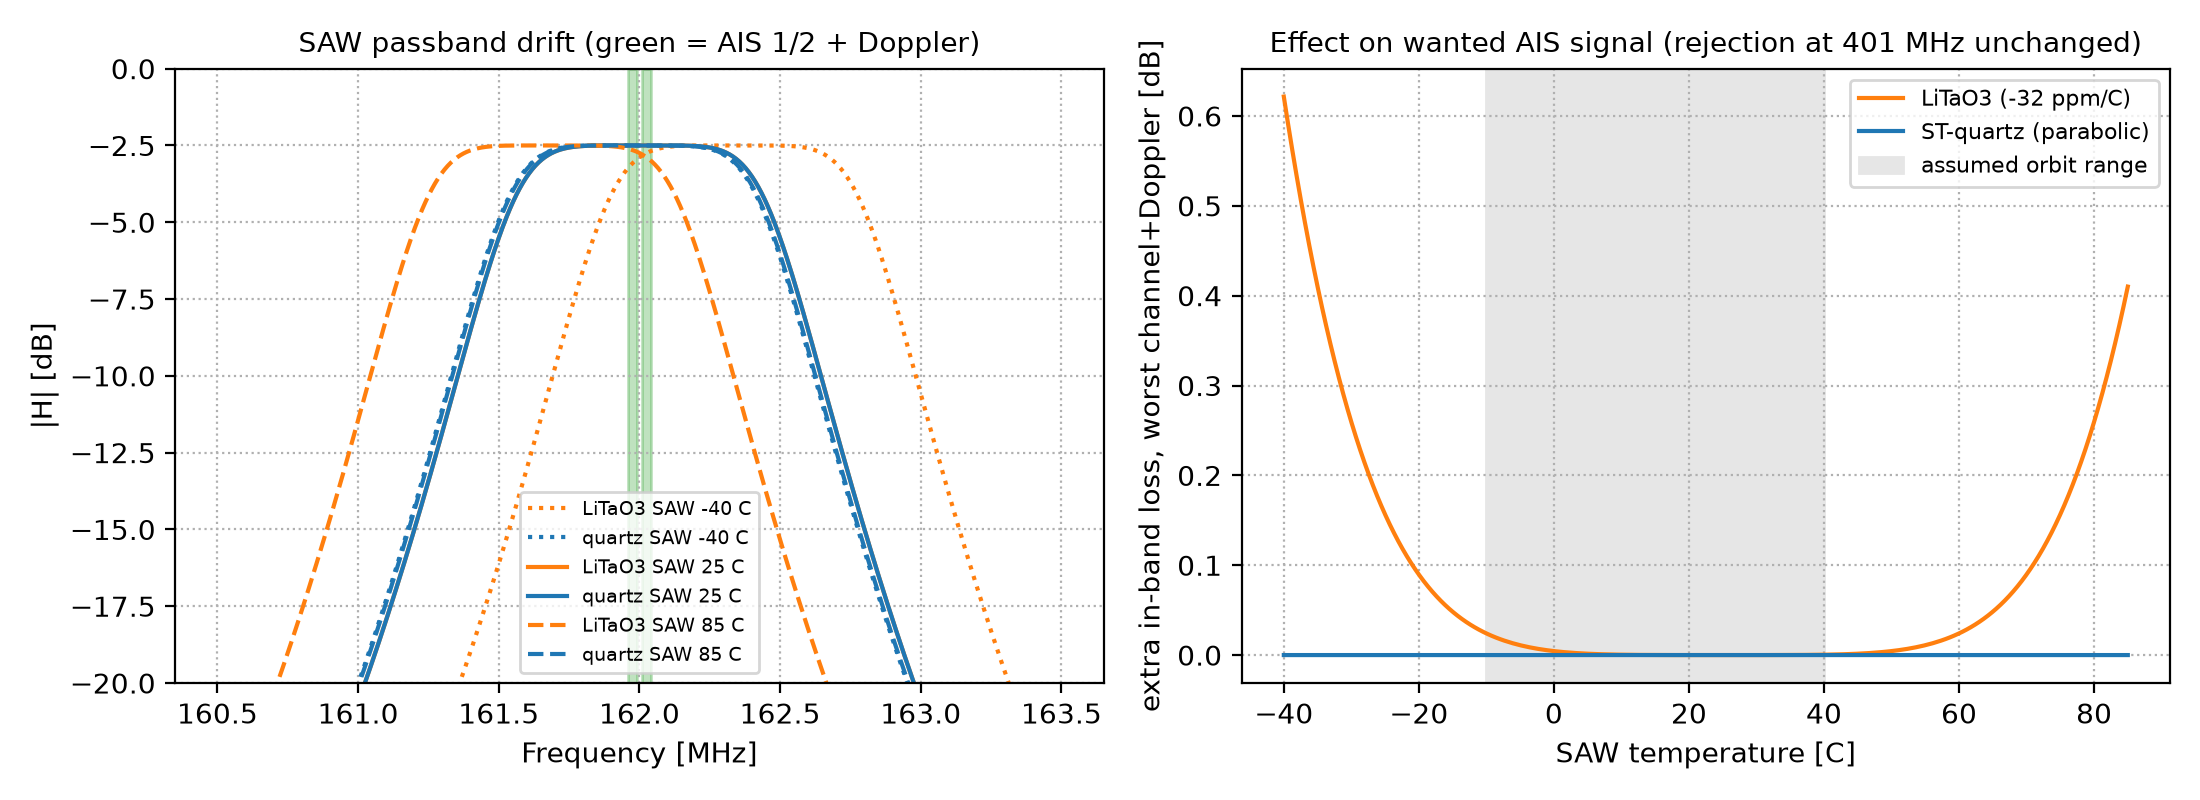 SAW passband drift (green = AIS 1/2 + Doppler)
|H| [dB]
0.0
−2.5
−5.0
−7.5
−10.0
−12.5
−15.0
−17.5
−20.0
LiTaO3 SAW -40 C
quartz SAW -40 C
LiTaO3 SAW 25 C
quartz SAW 25 C
LiTaO3 SAW 85 C
quartz SAW 85 C
160.5 161.0 161.5 162.0 162.5 163.0 163.5
Frequency [MHz]
Effect on wanted AIS signal (rejection at 401 MHz unchanged)
extra in-band loss, worst channel+Doppler [dB]
0.6
0.5
0.4
0.3
0.2
0.1
0.0
LiTaO3 (-32 ppm/C)
ST-quartz (parabolic)
assumed orbit range
−40 −20 0 20 40 60 80
SAW temperature [C]